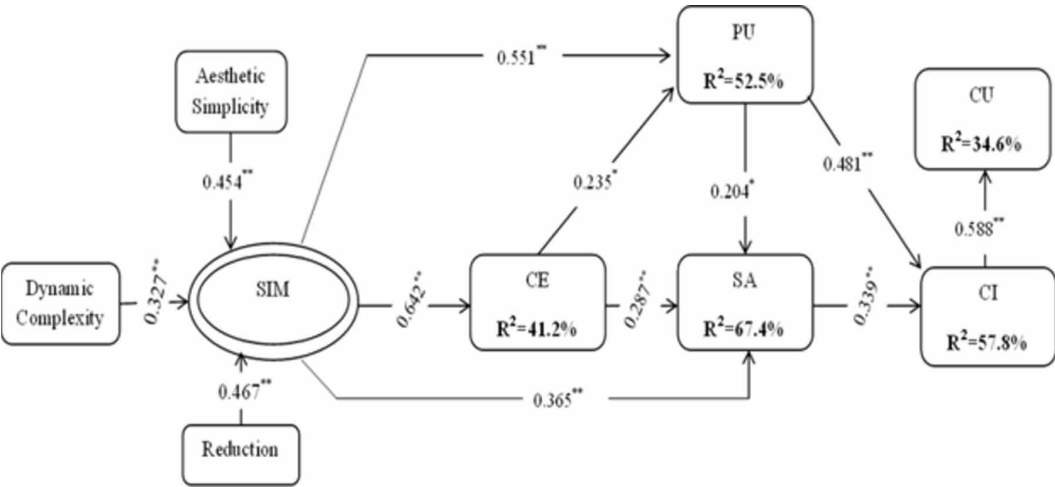 PU
R²=52.5%
0.551**
Aesthetic
Simplicity
CU
R²=34.6%
0.454**
0.235*
0.204*
0.481**
0.588**
Dynamic
Complexity
0.327**
SIM
0.642**
CE
R²=41.2%
0.287**
SA
R²=67.4%
0.339**
CI
R²=57.8%
0.467**
0.365**
Reduction